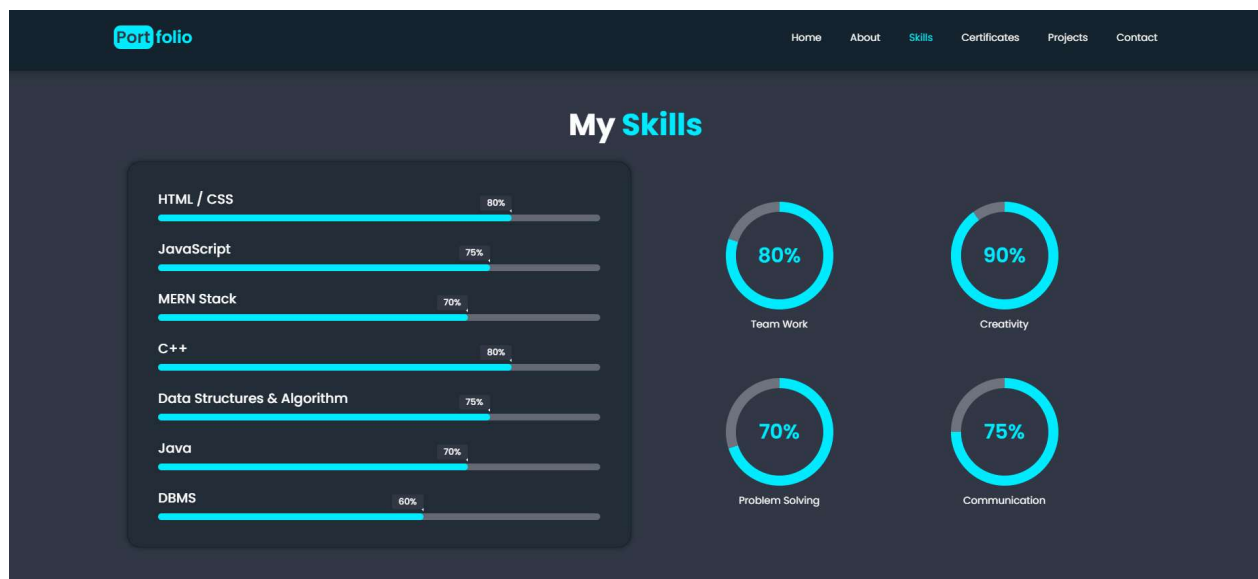 Portfolio Home About Skills Certificates Projects Contact
My Skills
HTML / CSS 80%
JavaScript 75%
MERN Stack 70%
C++ 80%
Data Structures & Algorithm 75%
Java 70%
DBMS 60%
80% 90%
Team Work Creativity
70% 75%
Problem Solving Communication